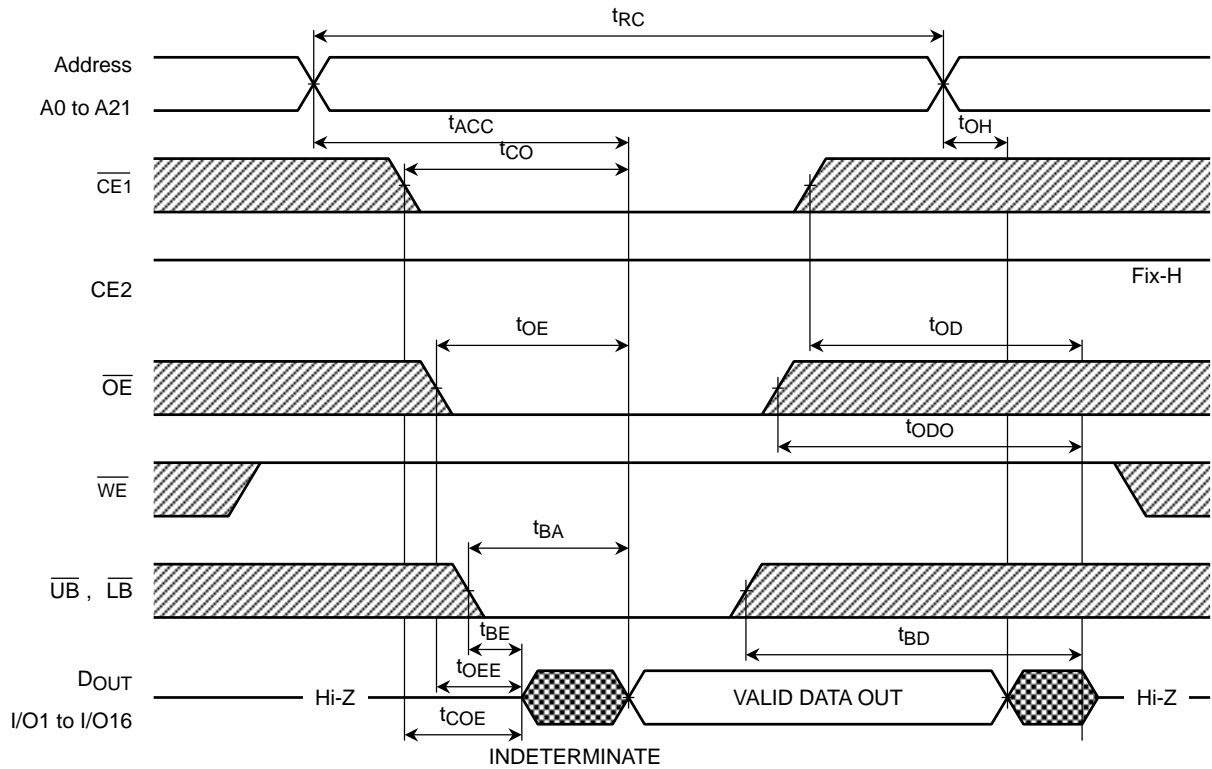 tRC
Address
A0 to A21
tACC
tOH
tCO
CE1
Fix-H
CE2
tOE
tOD
OE
tODO
WE
tBA
UB , LB
tBE
tBD
DOUT
tOEE
Hi-Z
VALID DATA OUT
Hi-Z
I/O1 to I/O16
tCOE
INDETERMINATE